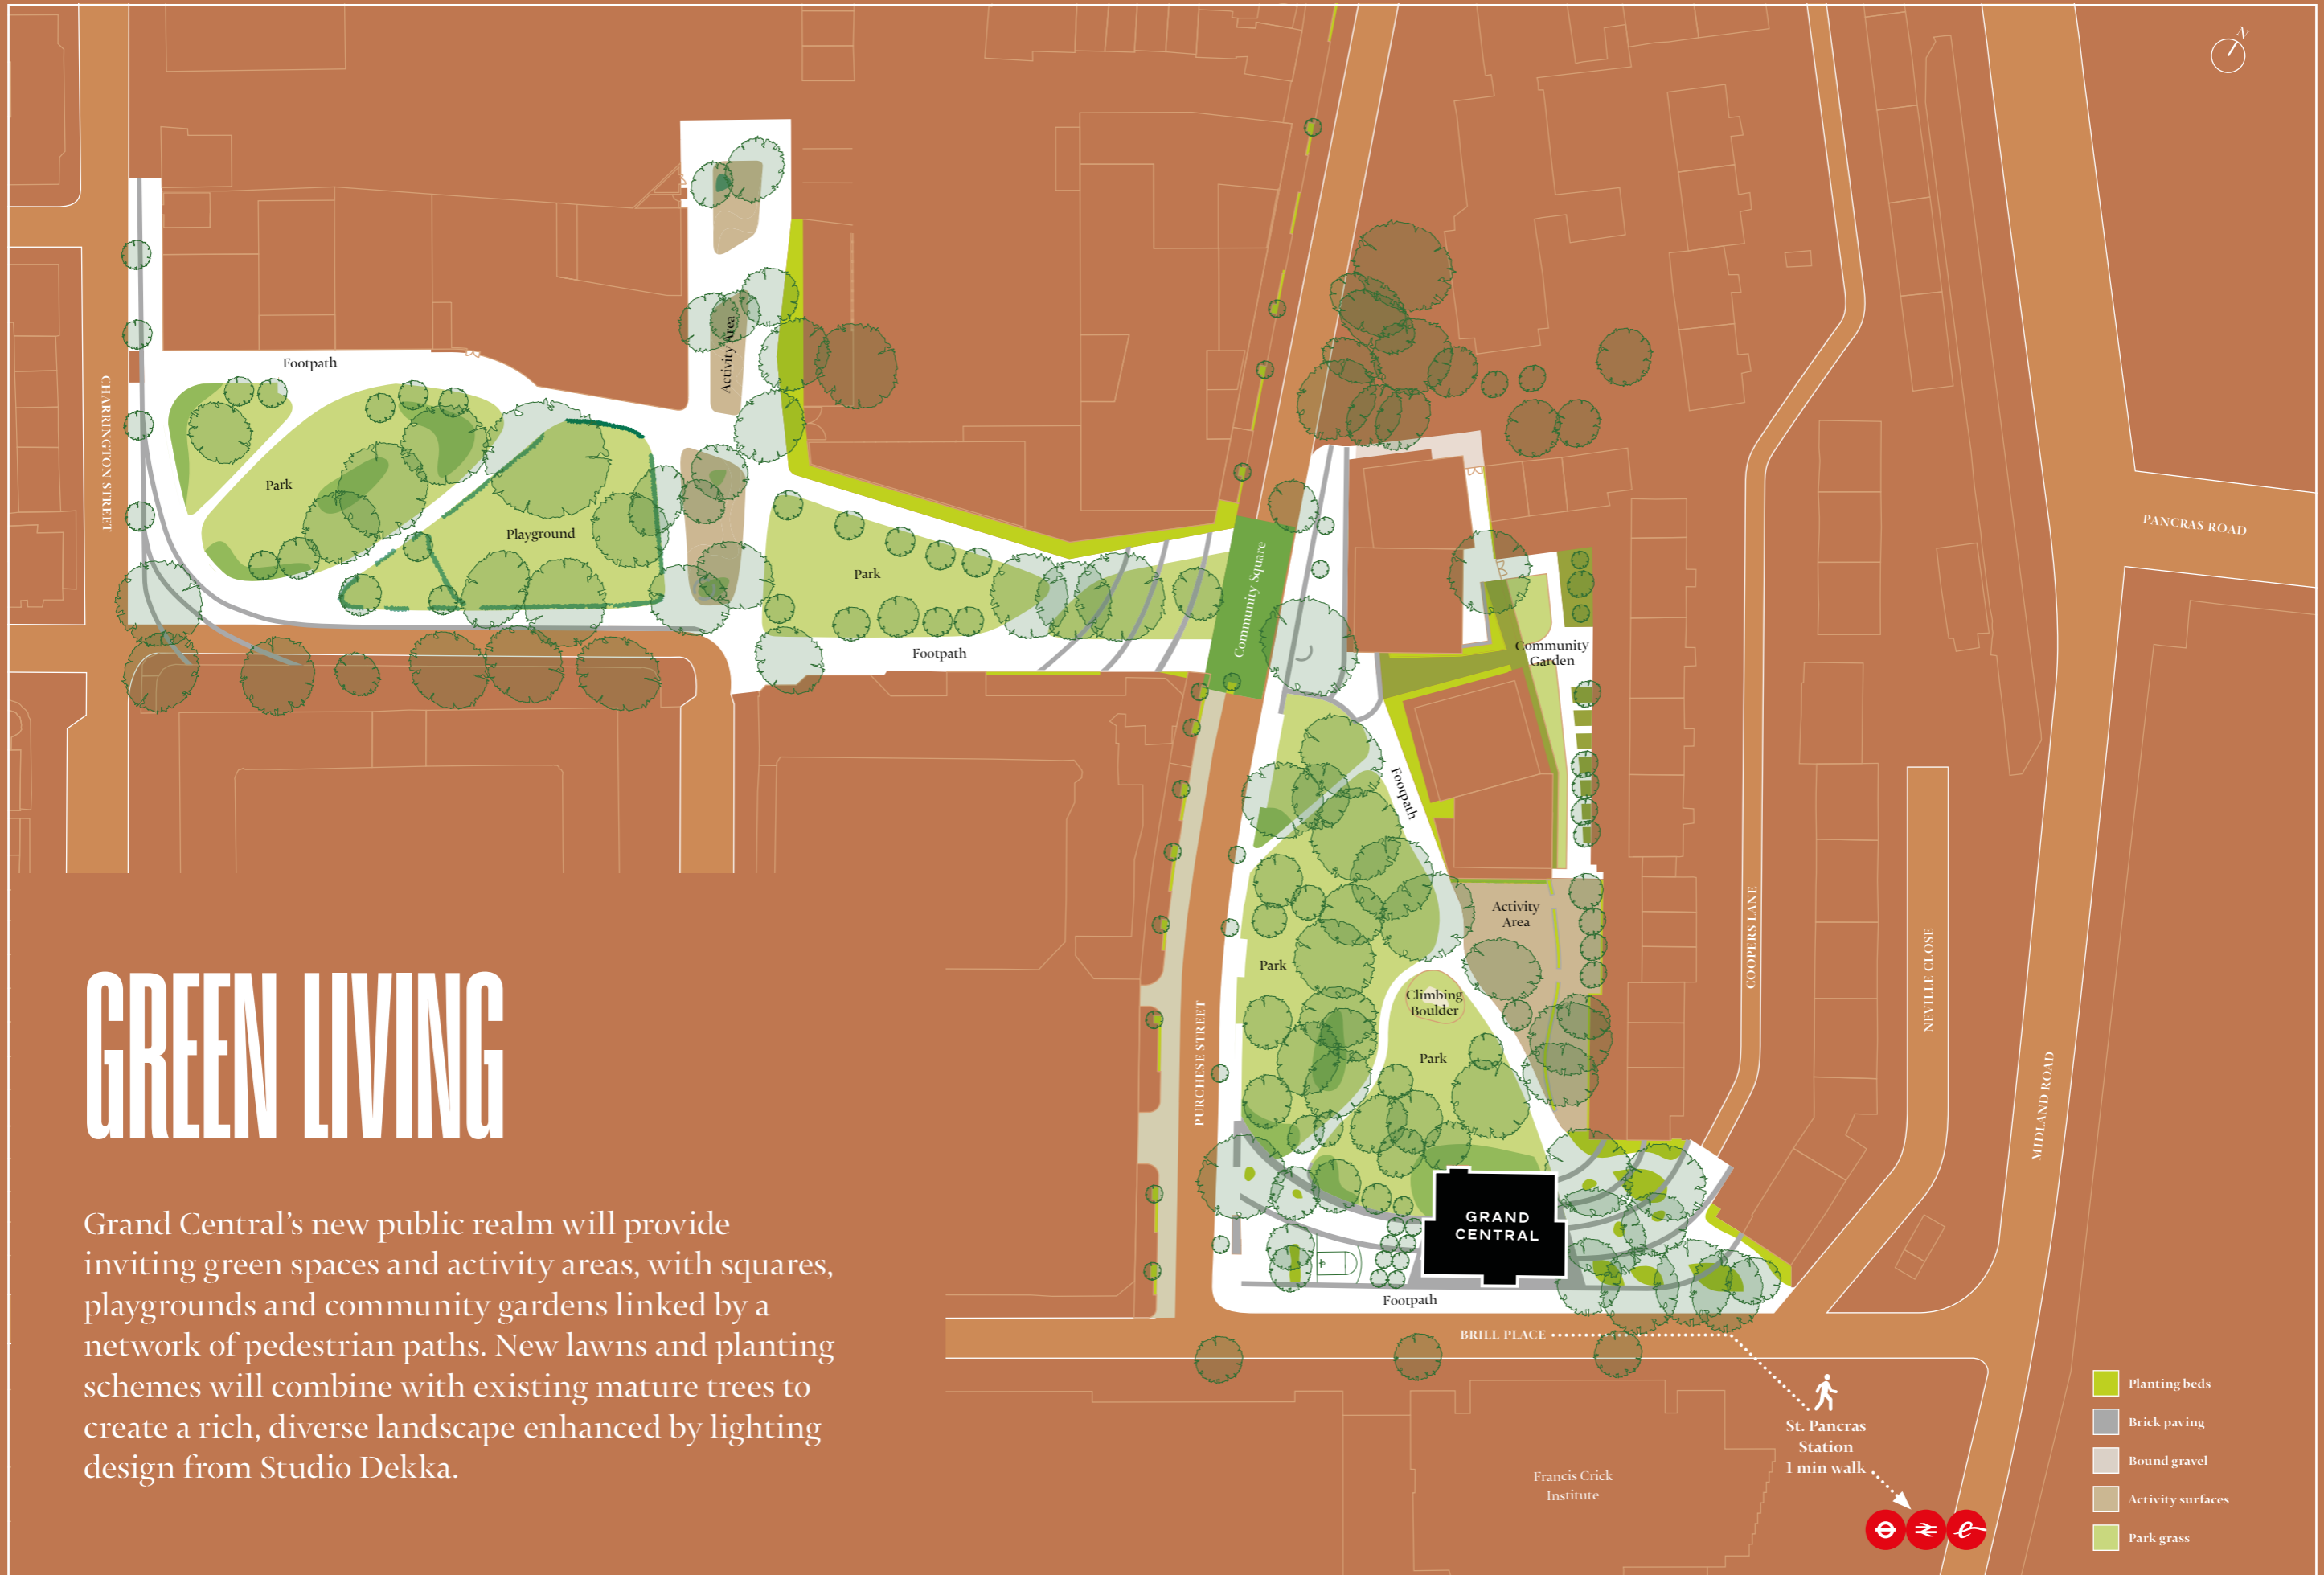 N
Footpath
Activity Area
CHARRINGTON STREET
Park
Playground
Park
Footpath
Community Square
PANCRAS ROAD
Community
Garden
Footpath
Activity
Area
Park
Climbing
Boulder
Park
COOPERS LANE
NEVILLE CLOSE
PURCHESE STREET
MIDLAND ROAD
GREEN LIVING
Grand Central’s new public realm will provide
inviting green spaces and activity areas, with squares,
playgrounds and community gardens linked by a
network of pedestrian paths. New lawns and planting
schemes will combine with existing mature trees to
create a rich, diverse landscape enhanced by lighting
design from Studio Dekka.
GRAND
CENTRAL
Footpath
BRILL PLACE
St. Pancras
Station
1 min walk
Francis Crick
Institute
Planting beds
Brick paving
Bound gravel
Activity surfaces
Park grass